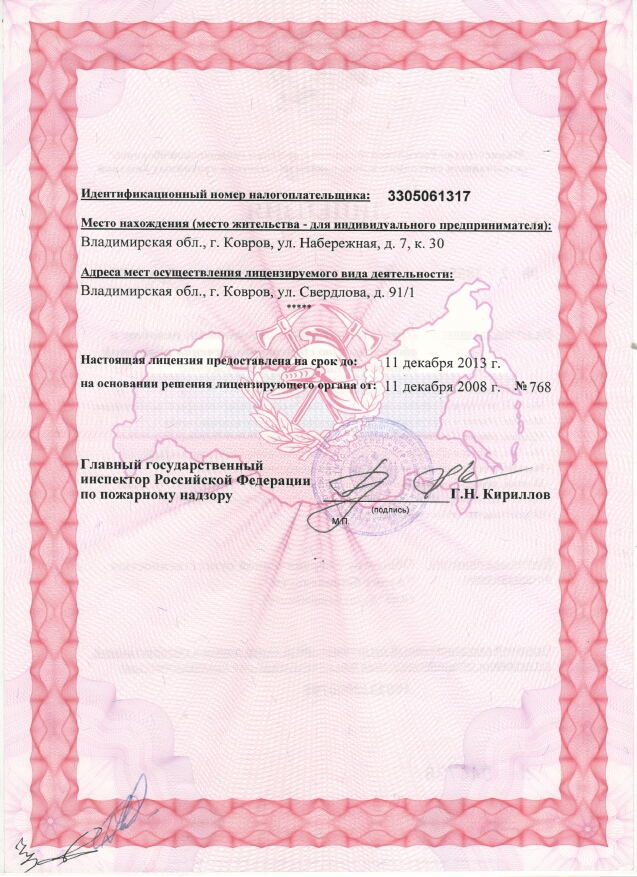 Идентификационный номер налогоплательщика: 3305061317
Место нахождения (место жительства - для индивидуального предпринимателя):
Владимирская обл., г. Ковров, ул. Набережная, д. 7, к. 30
Адреса мест осуществления лицензируемого вида деятельности:
Владимирская обл., г. Ковров, ул. Свердлова, д. 91/1
*****
Настоящая лицензия предоставлена на срок до: 11 декабря 2013 г.
на основании решения лицензирующего органа от: 11 декабря 2008 г. № 768
Главный государственный
инспектор Российской Федерации
по пожарному надзору
Г.Н. Кириллов
(подпись)
М.П.